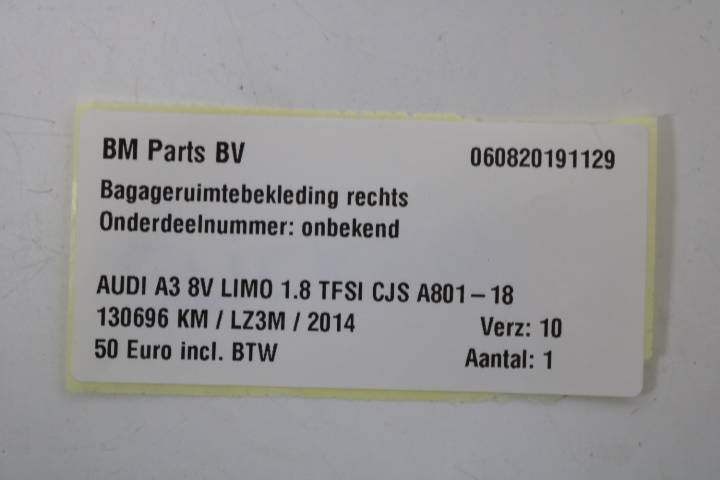 BM Parts BV 060820191129
Bagageruimtebekleding rechts
Onderdeelnummer: onbekend
AUDI A3 8V LIMO 1.8 TFSI CJS A801-18
130696 KM / LZ3M / 2014 Verz: 10
50 Euro incl. BTW Aantal: 1